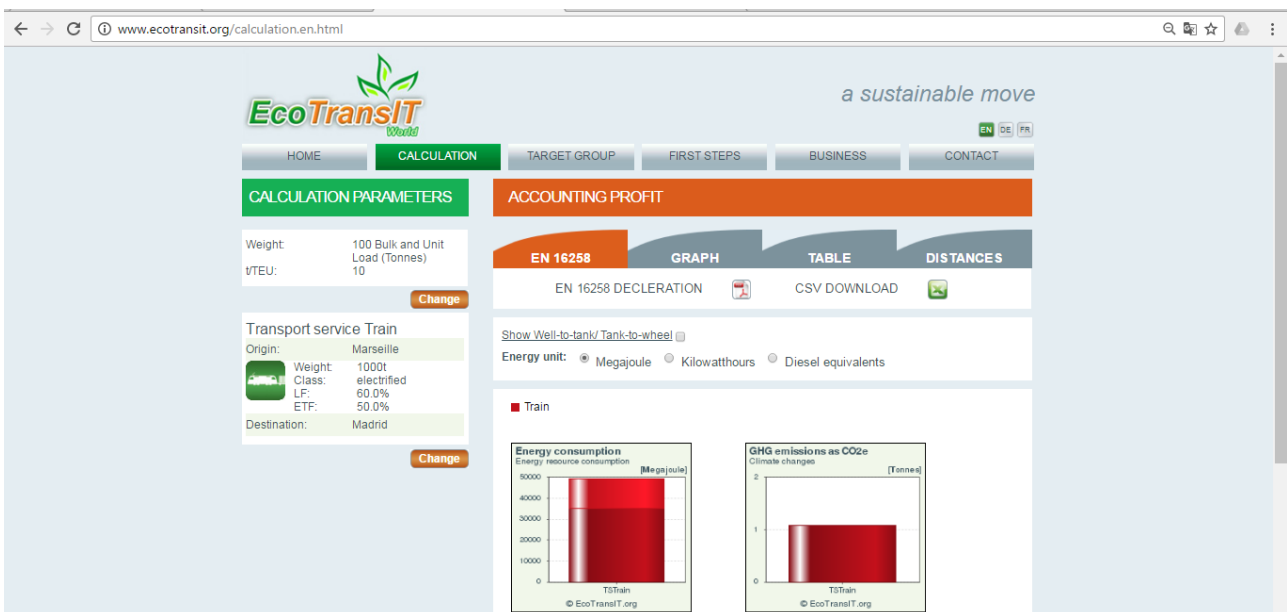 www.ecotransit.org/calculation.en.html
EcoTransIT
World
a sustainable move
EN DE FR
HOME CALCULATION TARGET GROUP FIRST STEPS BUSINESS CONTACT
CALCULATION PARAMETERS
Weight: 100 Bulk and Unit
Load (Tonnes)
t/TEU: 10
Change
Transport service Train
Origin: Marseille
Weight: 1000t
Class: electrified
LF: 60.0%
ETF: 50.0%
Destination: Madrid
Change
ACCOUNTING PROFIT
EN 16258 GRAPH TABLE DISTANCES
EN 16258 DECLERATION CSV DOWNLOAD
Show Well-to-tank/ Tank-to-wheel
Energy unit: Megajoule Kilowatthours Diesel equivalents
Train
Energy consumption
Energy resource consumption
[Megajoule]
50000
40000
30000
20000
10000
0
TSTrain
© EcoTransIT.org
GHG emissions as CO2e
Climate changes
[Tonnes]
2
1
0
TSTrain
© EcoTransIT.org